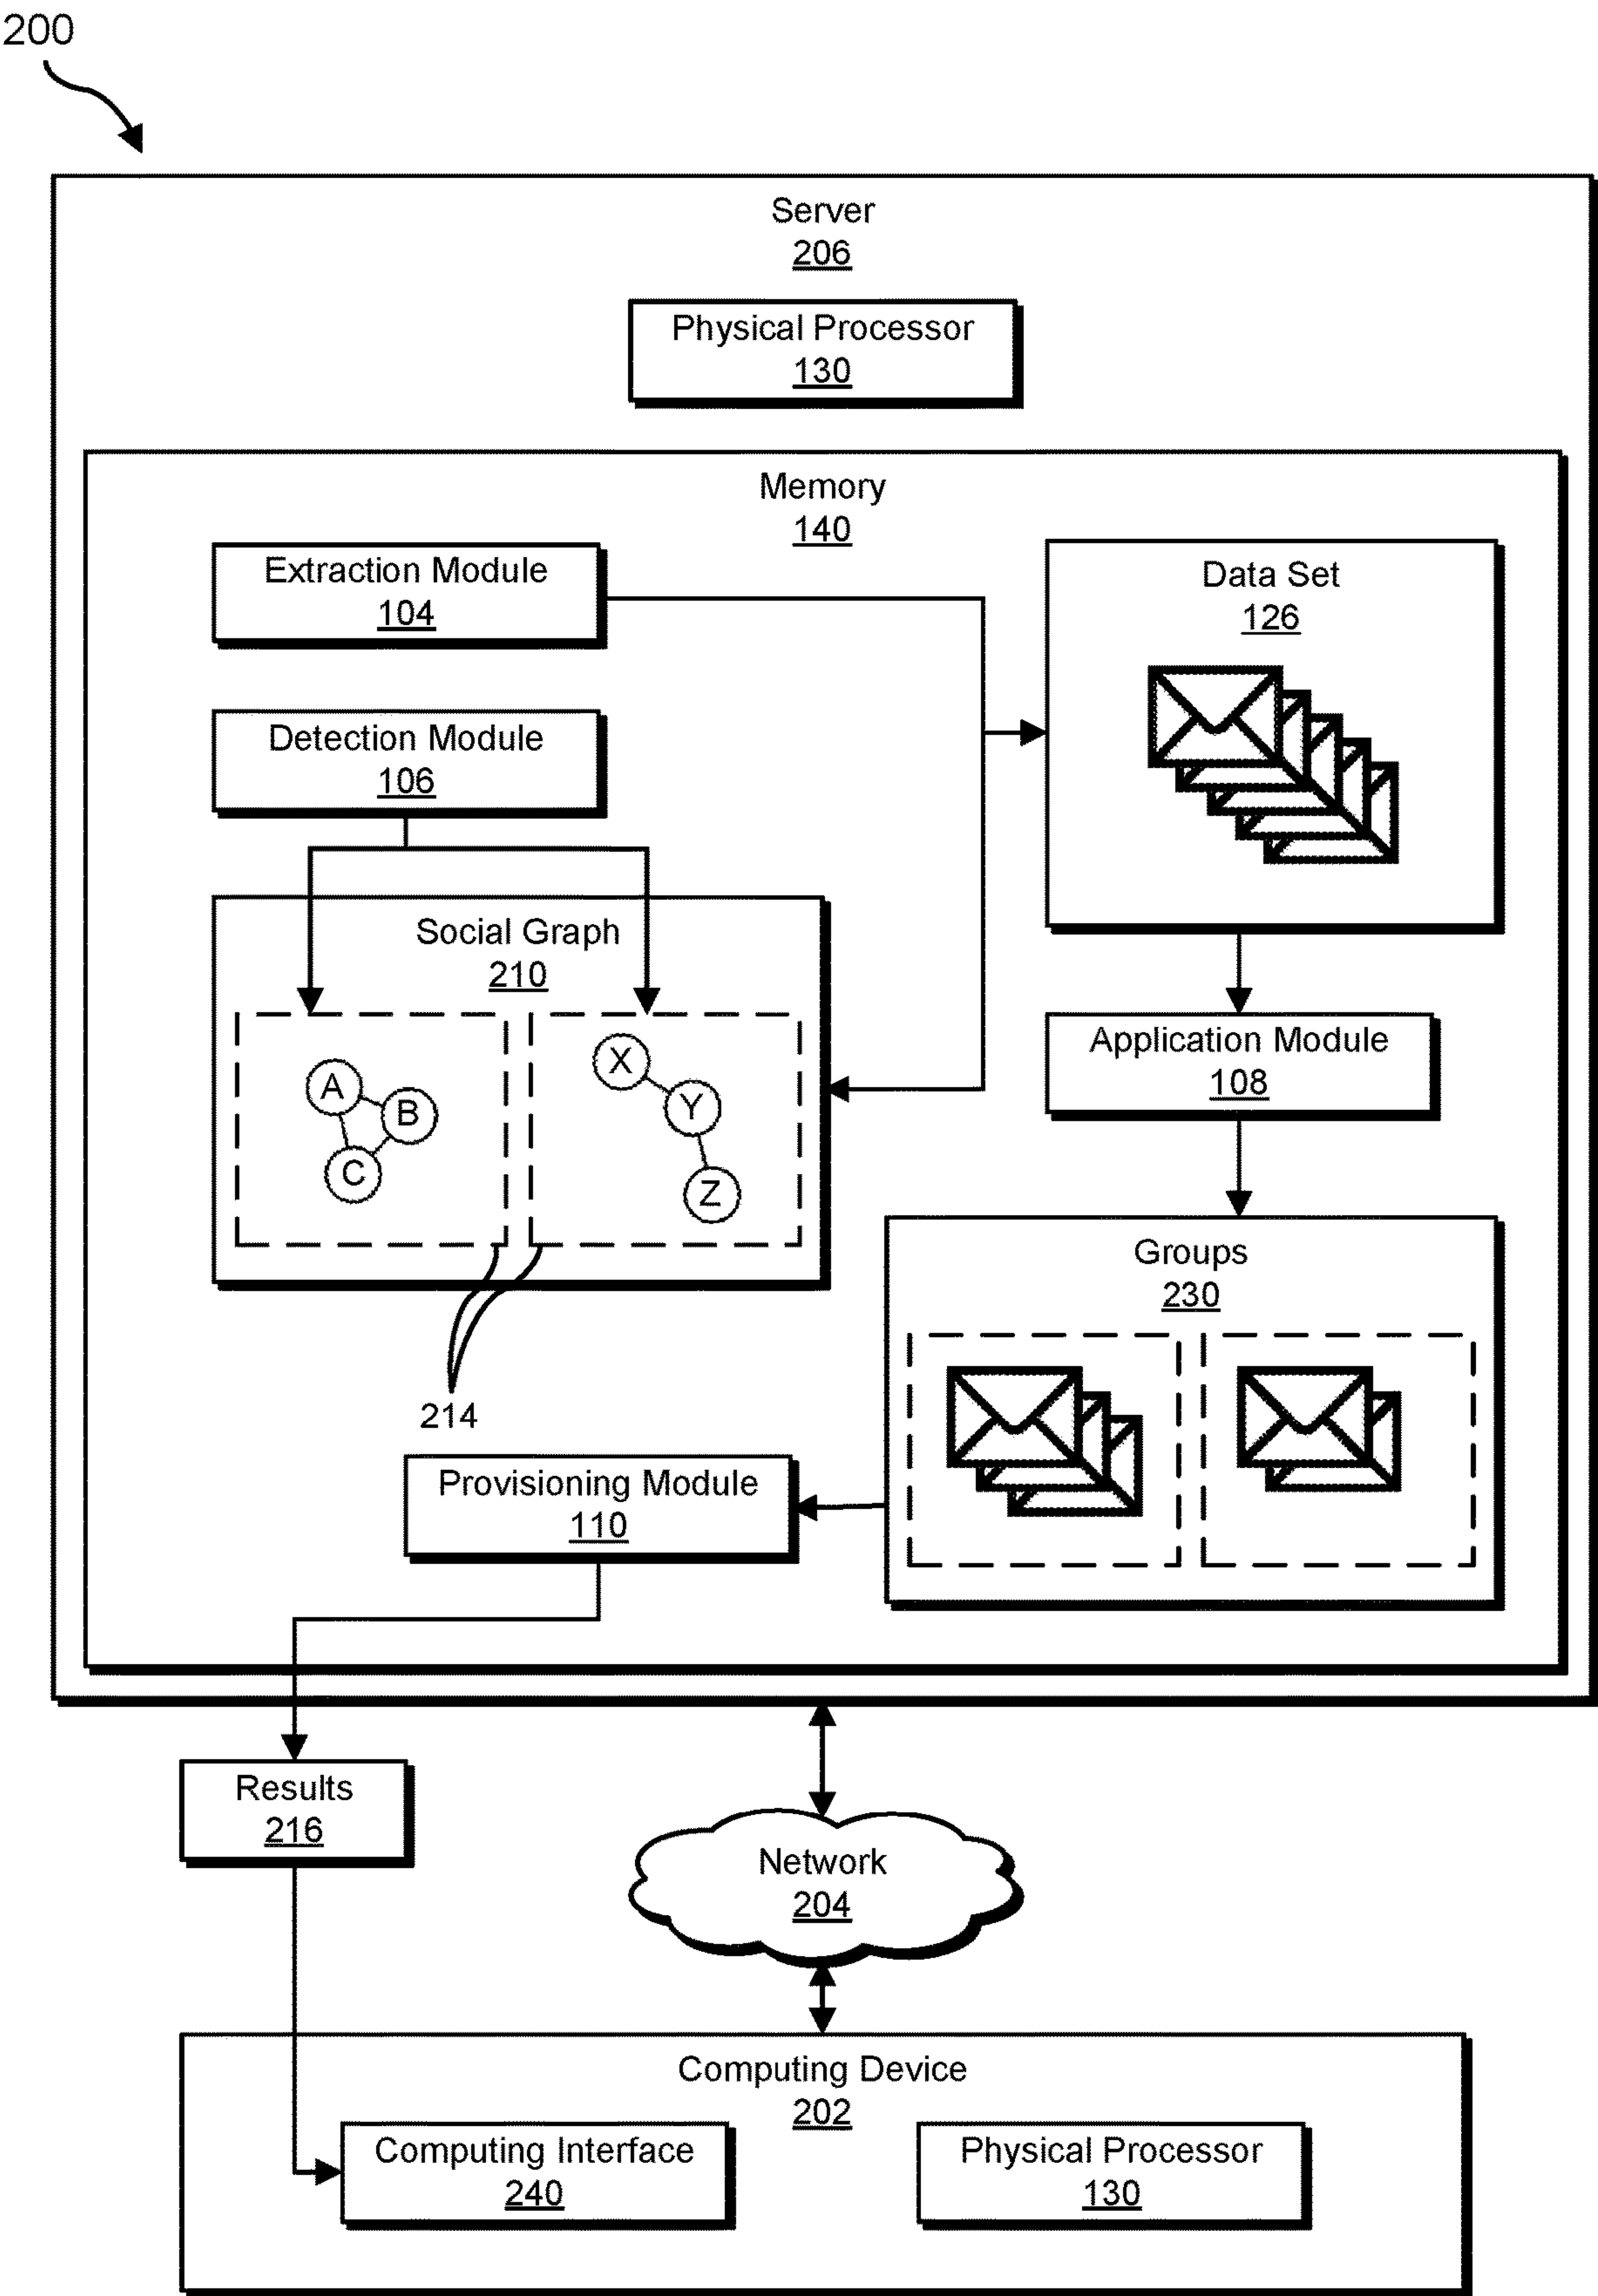 200
Server
206
Physical Processor
130
Memory
140
Extraction Module
104
Data Set
126
Detection Module
106
Social Graph
210
A
B
C
X
Y
Z
214
Application Module
108
Groups
230
Provisioning Module
110
Results
216
Network
204
Computing Device
202
Computing Interface
240
Physical Processor
130